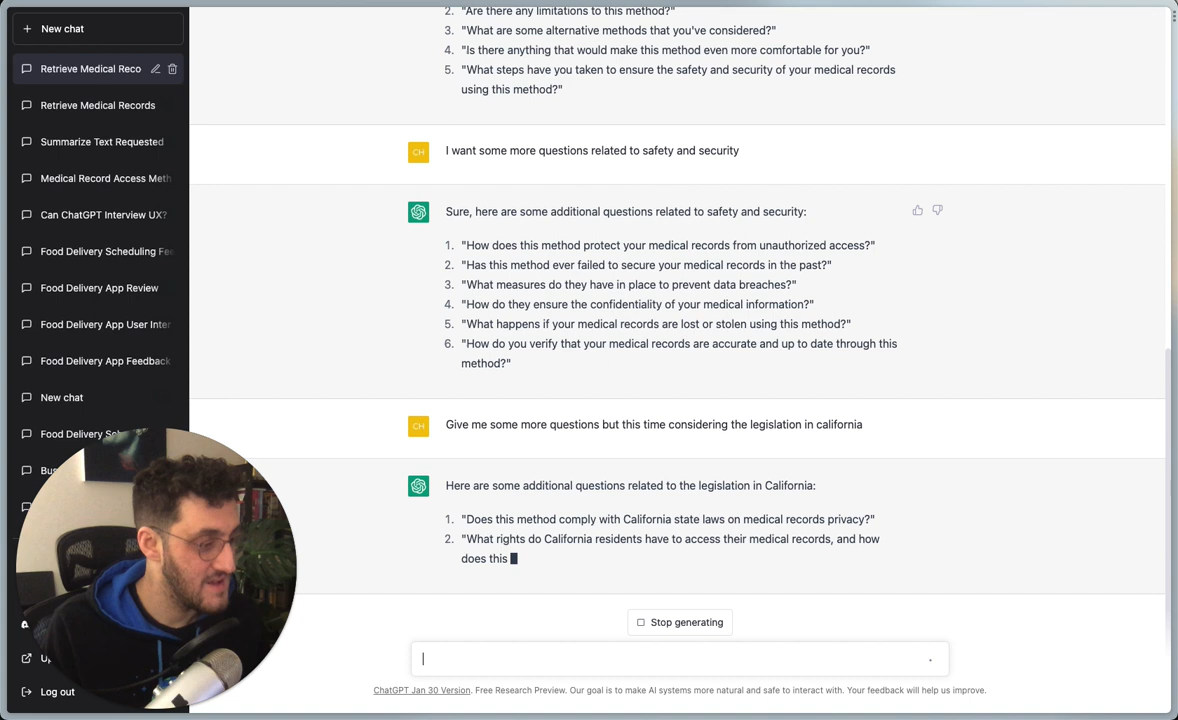 New chat
Retrieve Medical Reco
Retrieve Medical Records
Summarize Text Requested
Medical Record Access Meth
Can ChatGPT Interview UX?
Food Delivery Scheduling Fee
Food Delivery App Review
Food Delivery App User Inter
Food Delivery App Feedback
New chat
Food Delivery
Log out
2. "Are there any limitations to this method?"
3. "What are some alternative methods that you've considered?"
4. "Is there anything that would make this method even more comfortable for you?"
5. "What steps have you taken to ensure the safety and security of your medical records
using this method?"
CH
I want some more questions related to safety and security
Sure, here are some additional questions related to safety and security:
1. "How does this method protect your medical records from unauthorized access?"
2. "Has this method ever failed to secure your medical records in the past?"
3. "What measures do they have in place to prevent data breaches?"
4. "How do they ensure the confidentiality of your medical information?"
5. "What happens if your medical records are lost or stolen using this method?"
6. "How do you verify that your medical records are accurate and up to date through this
method?"
CH
Give me some more questions but this time considering the legislation in california
Here are some additional questions related to the legislation in California:
1. "Does this method comply with California state laws on medical records privacy?"
2. "What rights do California residents have to access their medical records, and how
does this
Stop generating
ChatGPT Jan 30 Version. Free Research Preview. Our goal is to make AI systems more natural and safe to interact with. Your feedback will help us improve.